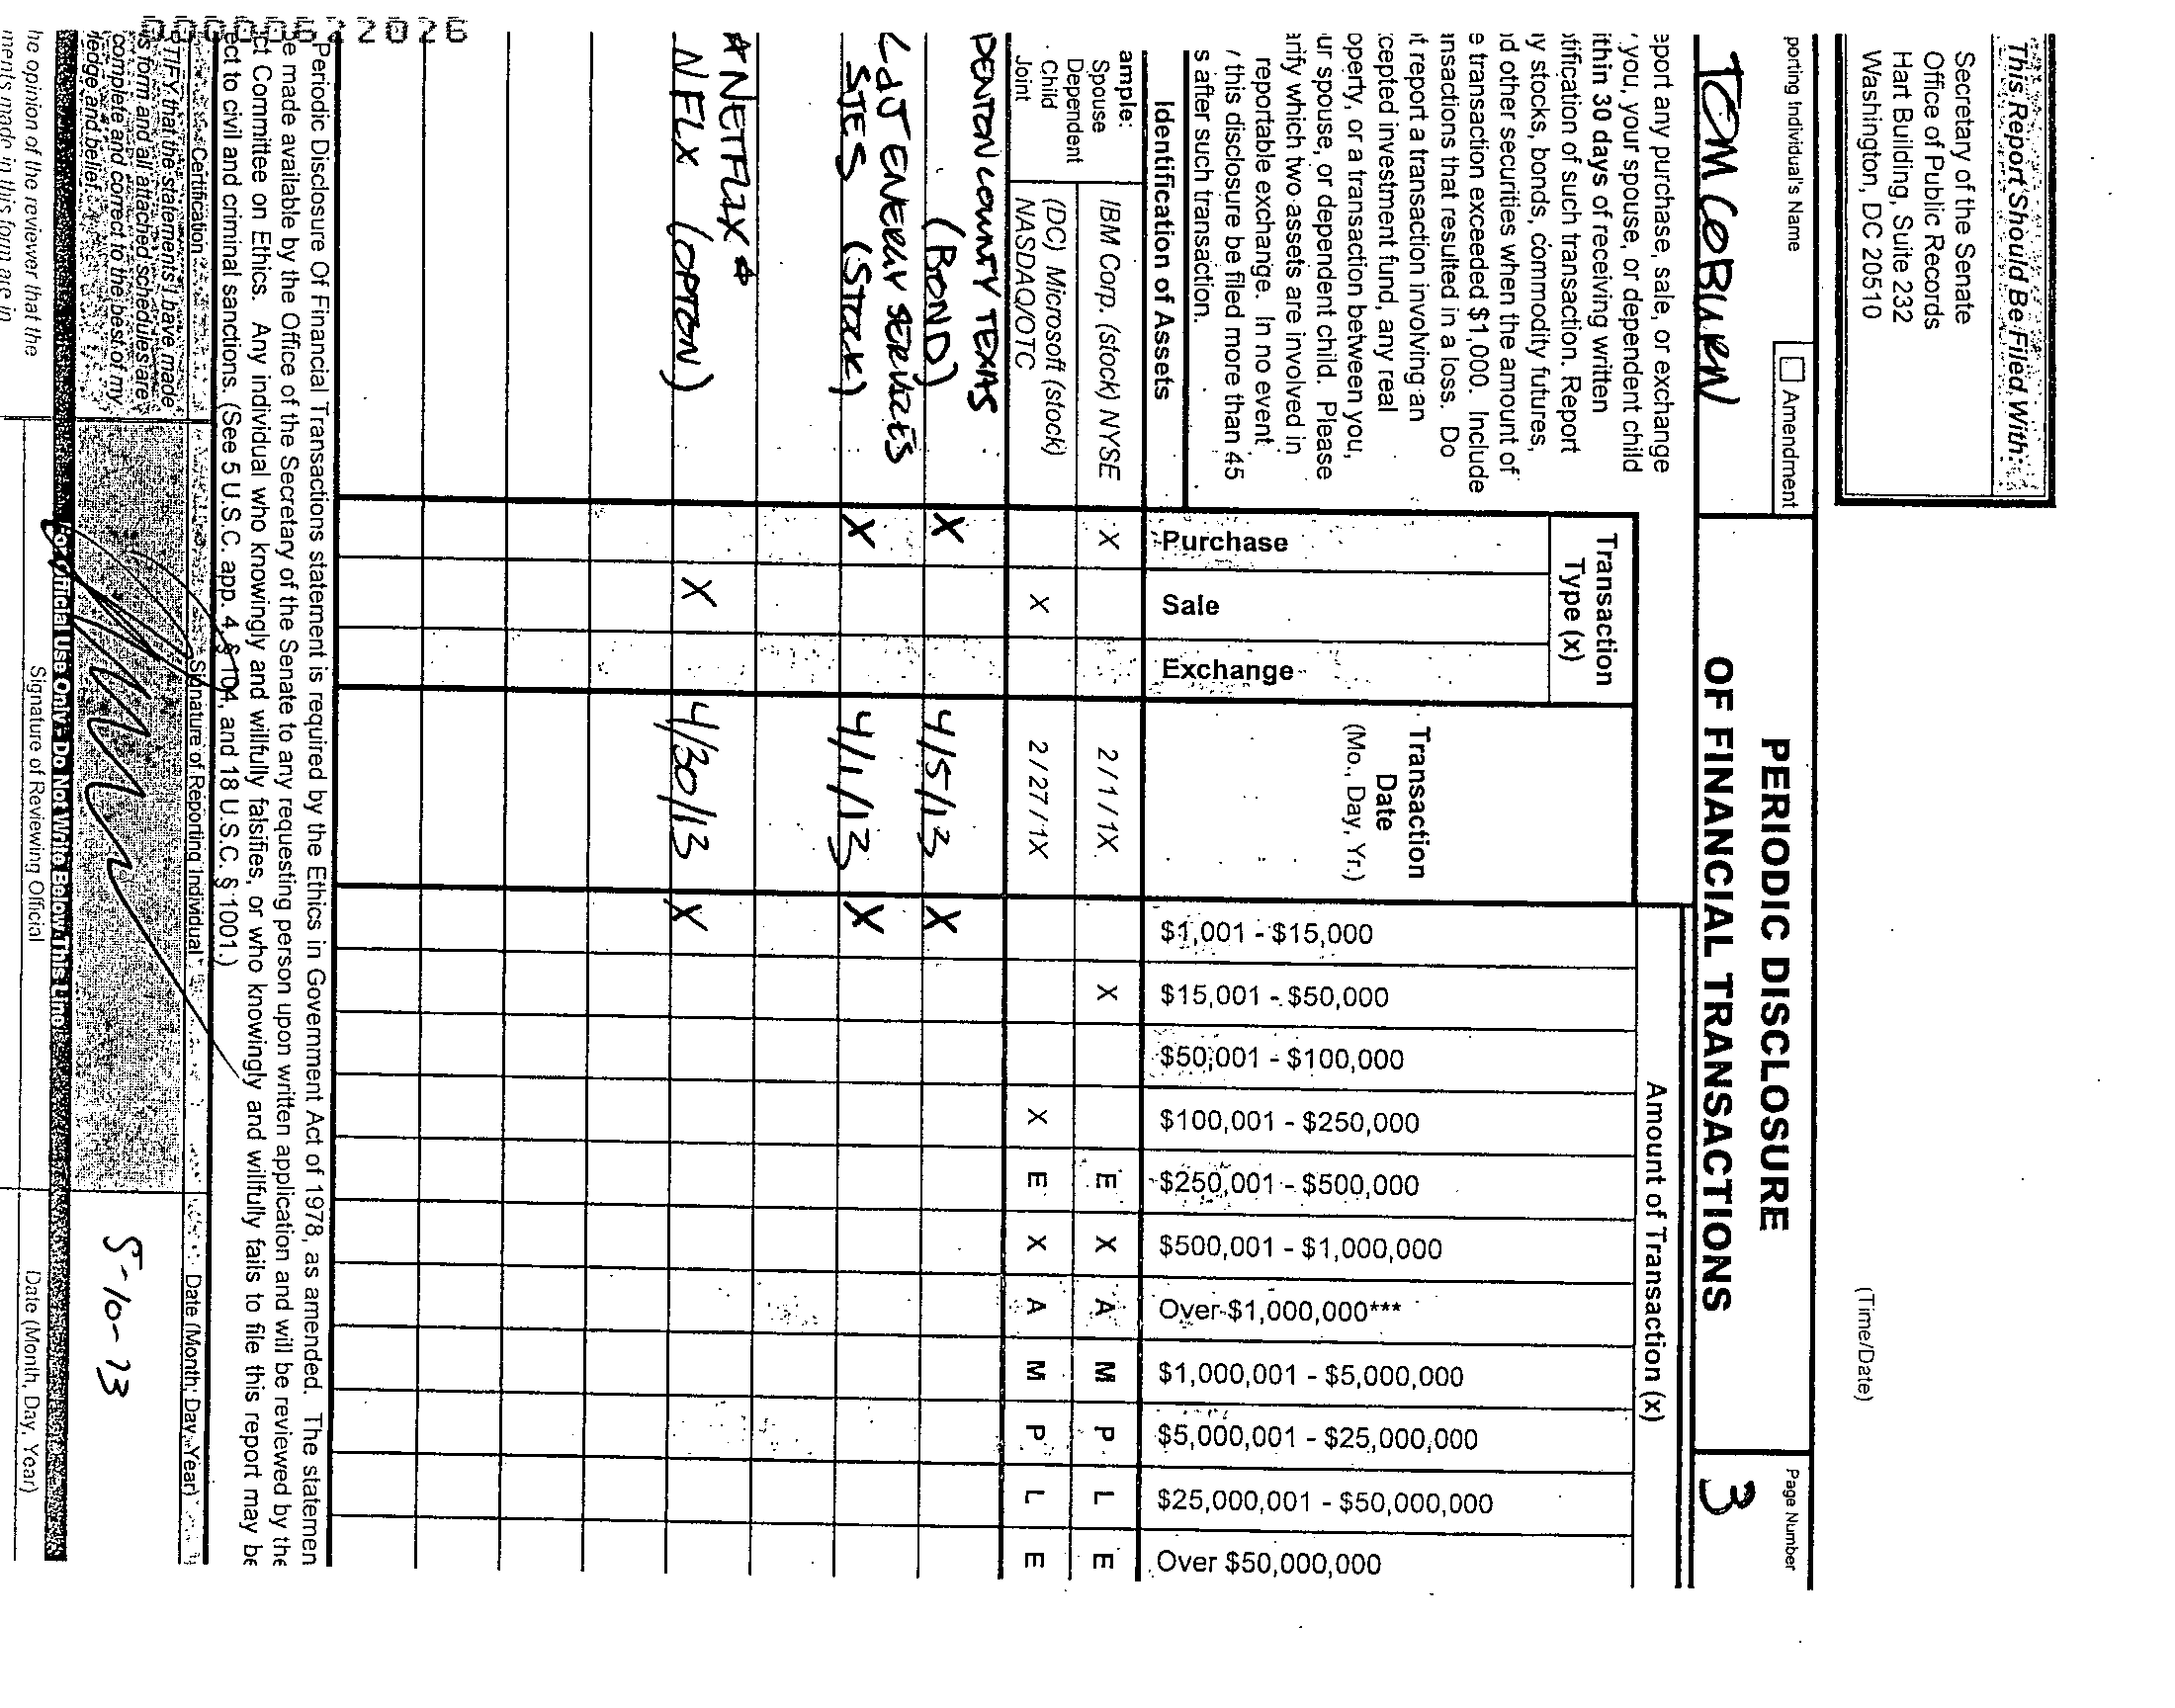 This Report Should Be Filed With:
Secretary of the Senate
Office of Public Records
Hart Building, Suite 232
Washington, DC 20510
(Time/Date)
porting Individual's Name
Amendment
TOM COBURN
PERIODIC DISCLOSURE
OF FINANCIAL TRANSACTIONS
Page Number
3
eport any purchase, sale, or exchange
you, your spouse, or dependent child
ithin 30 days of receiving written
otification of such transaction. Report
ny stocks, bonds, commodity futures,
nd other securities when the amount of
e transaction exceeded $1,000. Include
ansactions that resulted in a loss. Do
ot report a transaction involving an
cepted investment fund, any real
operty, or a transaction between you,
ur spouse, or dependent child. Please
arify which two assets are involved in
reportable exchange. In no event
y this disclosure be filed more than 45
s after such transaction.
Transaction
Type (x)
Purchase
Sale
Exchange
Transaction
Date
(Mo., Day, Yr.)
Amount of Transaction (x)
$1,001 - $15,000
$15,001 - $50,000
$50,001 - $100,000
$100,001 - $250,000
$250,001 - $500,000
$500,001 - $1,000,000
Over $1,000,000***
$1,000,001 - $5,000,000
$5,000,001 - $25,000,000
$25,000,001 - $50,000,000
Over $50,000,000
Identification of Assets
ample:
Spouse
Dependent
Child
Joint
IBM Corp. (stock) NYSE X 2/1/1X X E X A M P L E
(DC) Microsoft (stock)
NASDAQ/OTC X 2/27/1X X E X A M P L E
DENTON COUNTY TEXAS
(BOND) X 4/5/13 X
L&J ENERGY SERVICES
STES (STOCK) X 4/1/13 X
*NETFLIX*
NFLX (OPTION) X 4/30/13 X
Periodic Disclosure Of Financial Transactions statement is required by the Ethics in Government Act of 1978, as amended. The statemen
be made available by the Office of the Secretary of the Senate to any requesting person upon written application and will be reviewed by the
ct Committee on Ethics. Any individual who knowingly and willfully falsifies, or who knowingly and willfully fails to file this report may be
ect to civil and criminal sanctions. (See 5 U.S.C. app. 4, § 104, and 18 U.S.C. § 1001.)
Certification
Signature of Reporting Individual
Date (Month, Day, Year)
TIFY that the statements I have made
is form and all attached schedules are
complete and correct to the best of my
ledge and belief.
5-10-13
For Official Use Only - Do Not Write Below This Line
he opinion of the reviewer that the
ments made in this form are in
Signature of Reviewing Official
Date (Month, Day, Year)